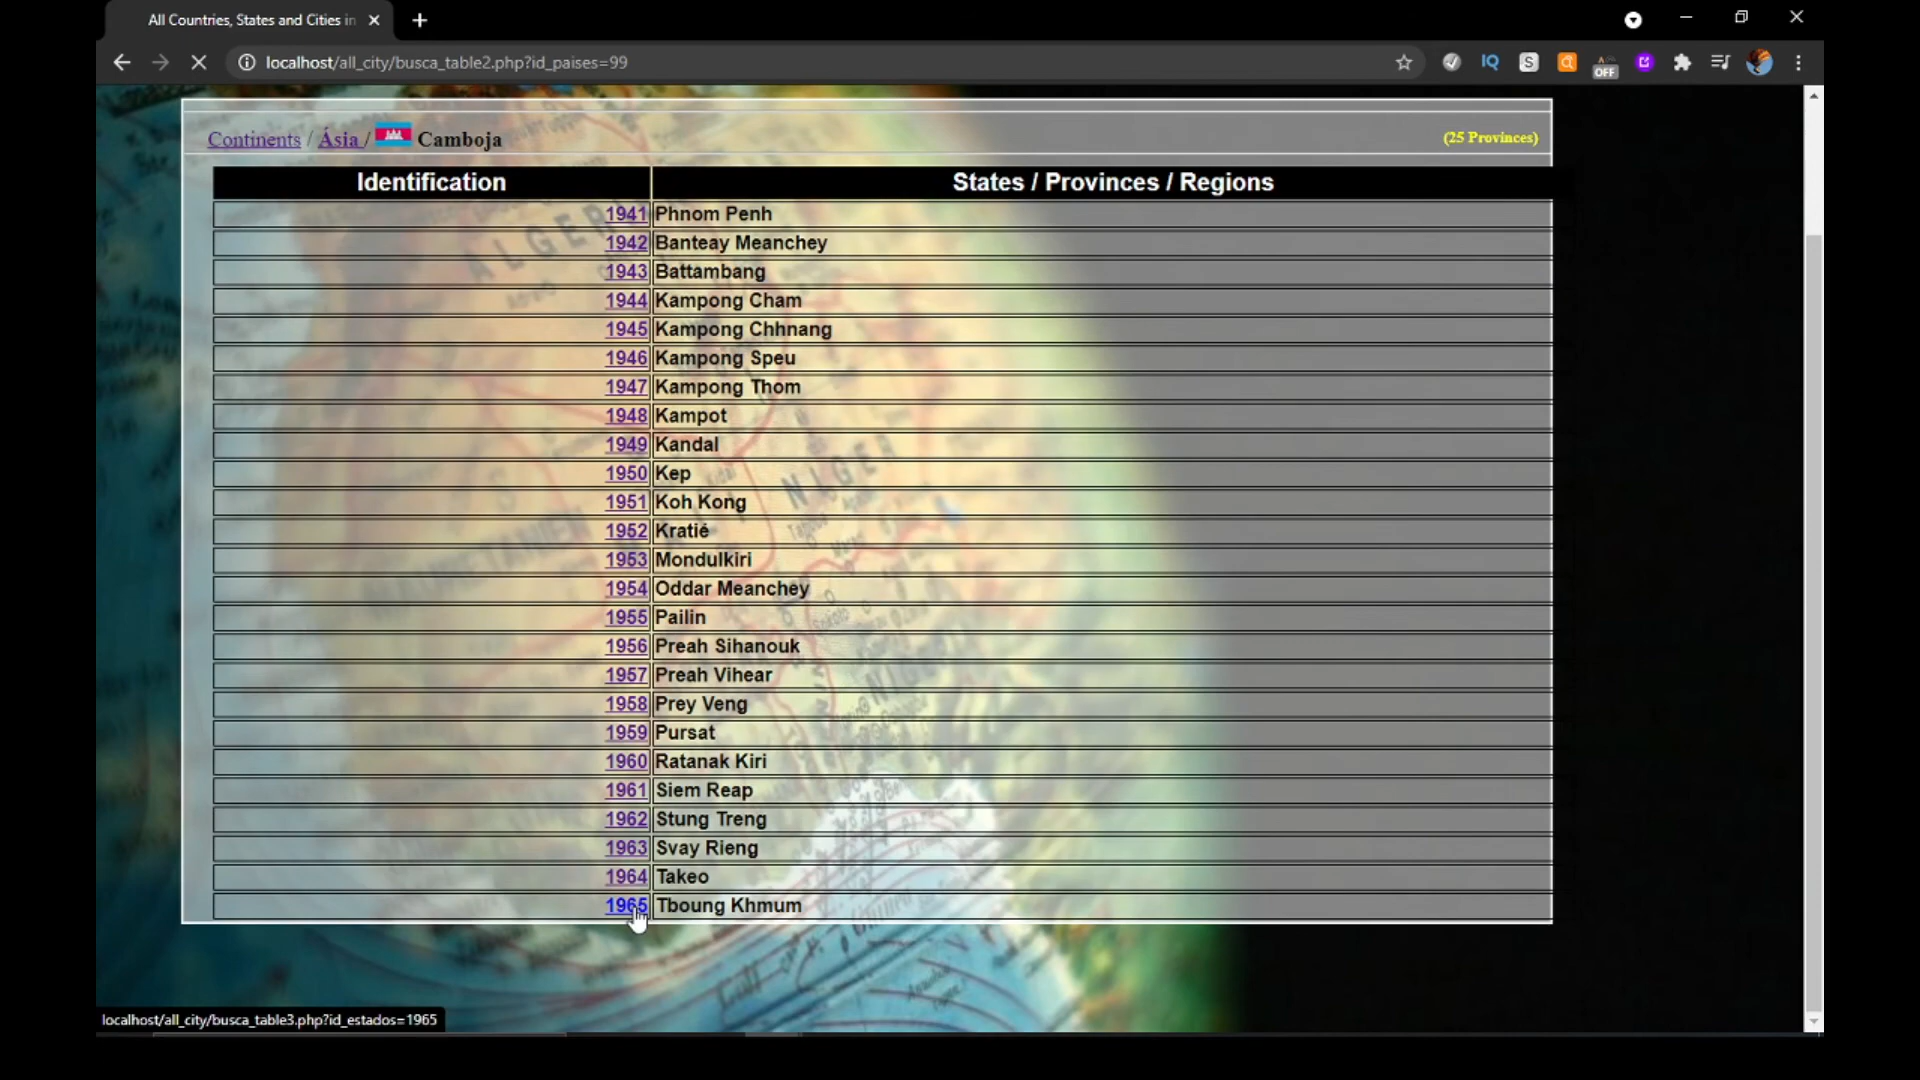 All Countries, States and Cities in
localhost/all_city/busca_table2.php?id_paises=99
IQ
S
OFF
Continents / Ásia / Camboja
(25 Provinces)
Identification States / Provinces / Regions
1941 Phnom Penh
1942 Banteay Meanchey
1943 Battambang
1944 Kampong Cham
1945 Kampong Chhnang
1946 Kampong Speu
1947 Kampong Thom
1948 Kampot
1949 Kandal
1950 Kep
1951 Koh Kong
1952 Kratié
1953 Mondulkiri
1954 Oddar Meanchey
1955 Pailin
1956 Preah Sihanouk
1957 Preah Vihear
1958 Prey Veng
1959 Pursat
1960 Ratanak Kiri
1961 Siem Reap
1962 Stung Treng
1963 Svay Rieng
1964 Takeo
1965 Tboung Khmum
ALGER
NIGER
localhost/all_city/busca_table3.php?id_estados=1965